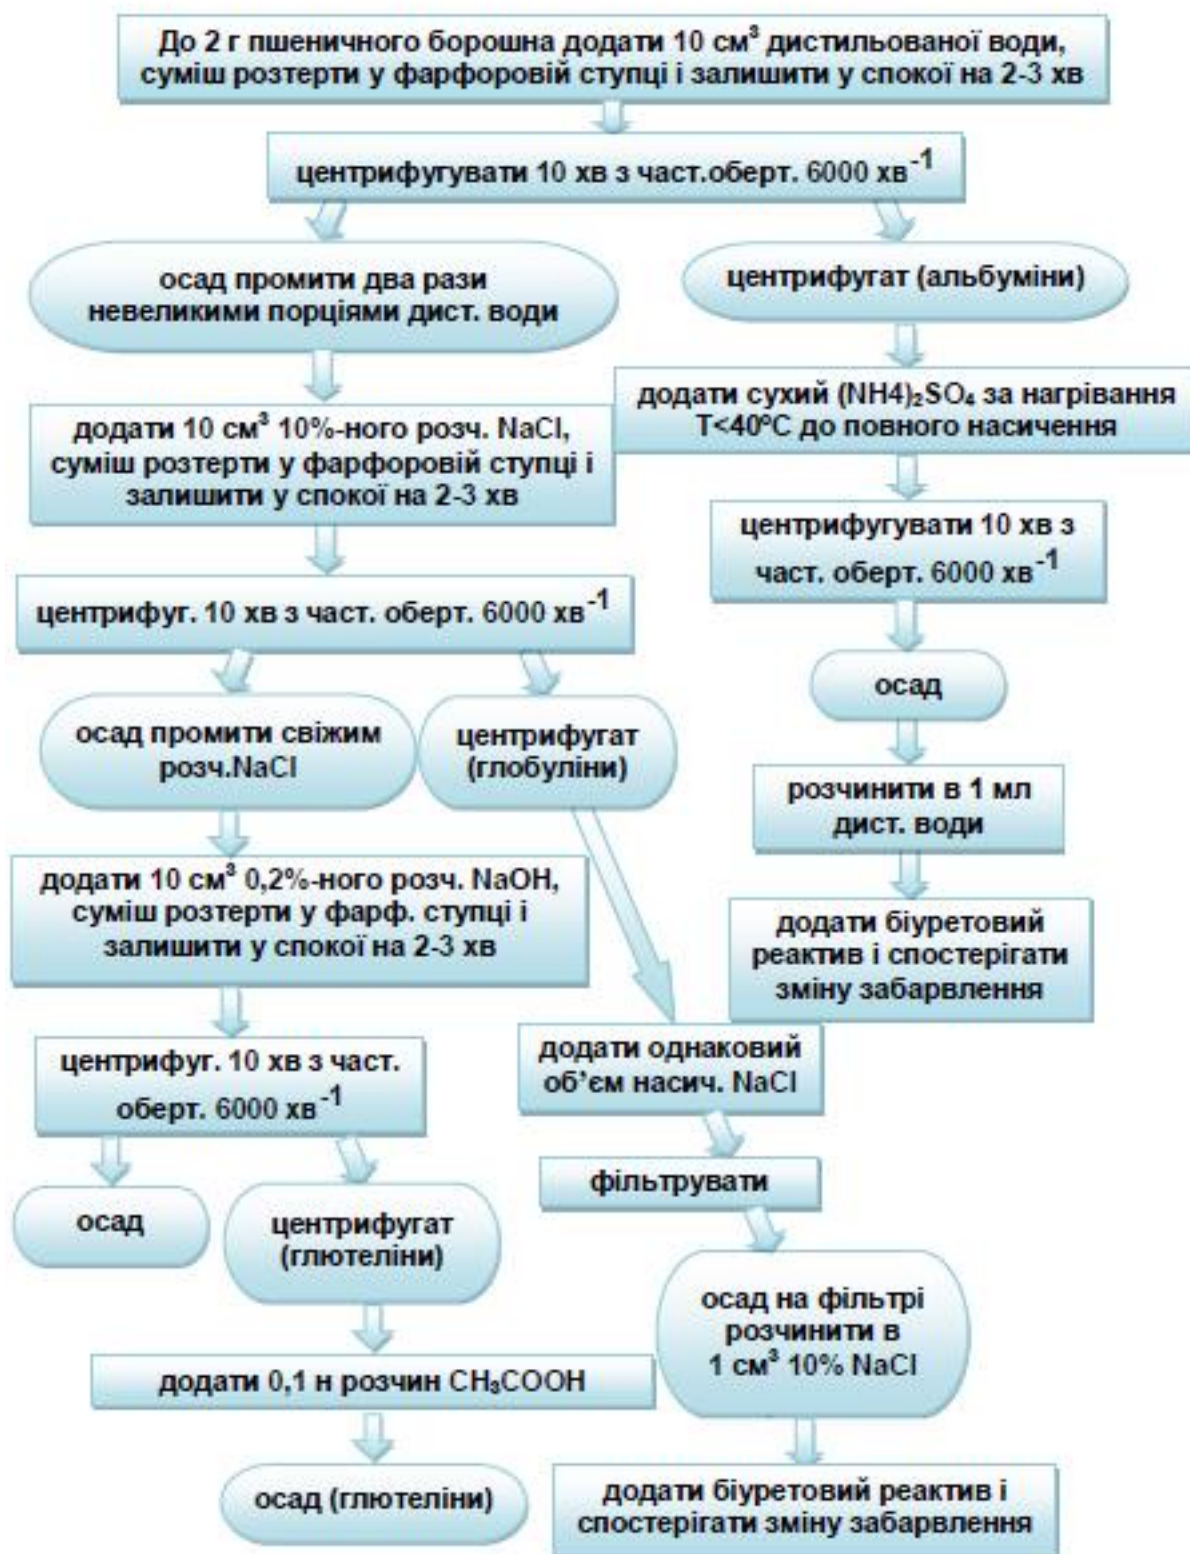 До 2 г пшеничного борошна додати 10 см³ дистильованої води,
суміш розтерти у фарфоровій ступці і залишити у спокої на 2-3 хв
центрифугувати 10 хв з част.оберт. 6000 хв⁻¹
осад промити два рази
невеликими порціями дист. води
центрифугат (альбуміни)
додати 10 см³ 10%-ного розч. NaCl,
суміш розтерти у фарфоровій ступці і
залишити у спокої на 2-3 хв
додати сухий (NH4)₂SO₄ за нагрівання
T<40ºC до повного насичення
центрифугувати 10 хв з
част. оберт. 6000 хв⁻¹
центрифуг. 10 хв з част. оберт. 6000 хв⁻¹
осад
осад промити свіжим
розч.NaCl
центрифугат
(глобуліни)
розчинити в 1 мл
дист. води
додати 10 см³ 0,2%-ного розч. NaOH,
суміш розтерти у фарф. ступці і
залишити у спокої на 2-3 хв
додати біуретовий
реактив і спостерігати
зміну забарвлення
центрифуг. 10 хв з част.
оберт. 6000 хв⁻¹
додати однаковий
об’єм насич. NaCl
фільтрувати
осад
центрифугат
(глютеліни)
осад на фільтрі
розчинити в
1 см³ 10% NaCl
додати 0,1 н розчин CH₃COOH
осад (глютеліни)
додати біуретовий реактив і
спостерігати зміну забарвлення